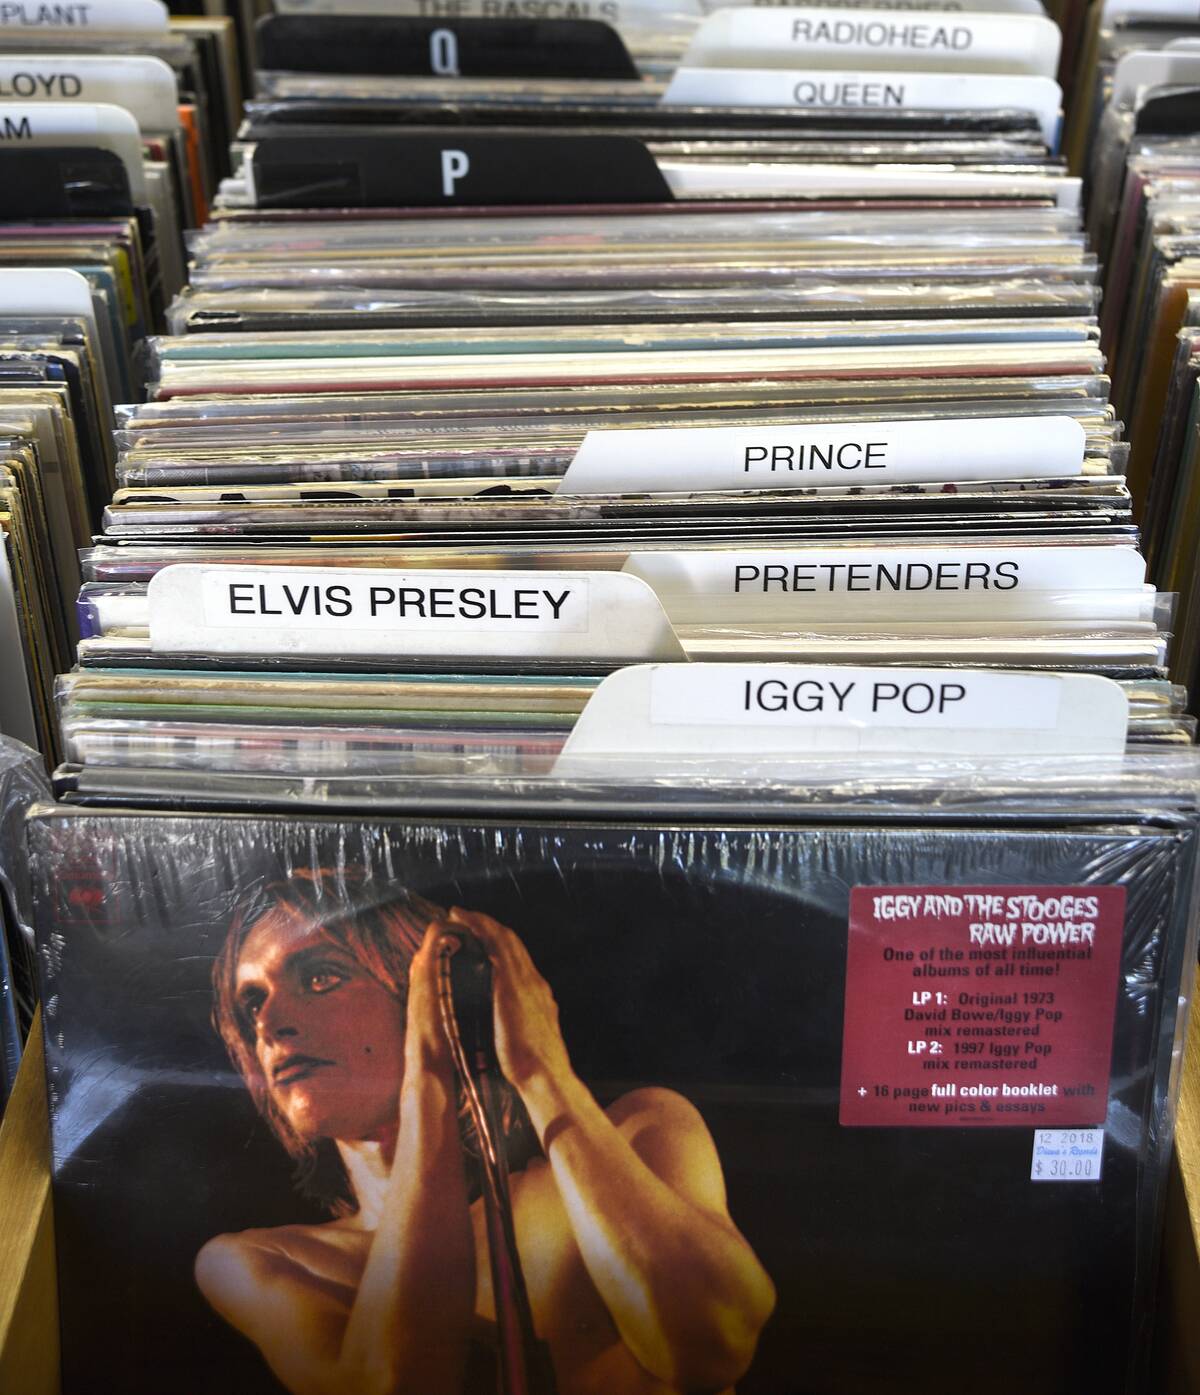 PLANT
THE RASCALS
RASPBERRIES
RADIOHEAD
Q
LOYD
QUEEN
AM
P
PRINCE
PRETENDERS
ELVIS PRESLEY
IGGY POP
IGGY AND THE STOOGES
RAW POWER
One of the most influential
albums of all time!
LP 1: Original 1973
David Bowe/Iggy Pop
mix remastered
LP 2: 1997 Iggy Pop
mix remastered
+ 16 page full color booklet with
new pics & essays
12 2018
$ 30.00